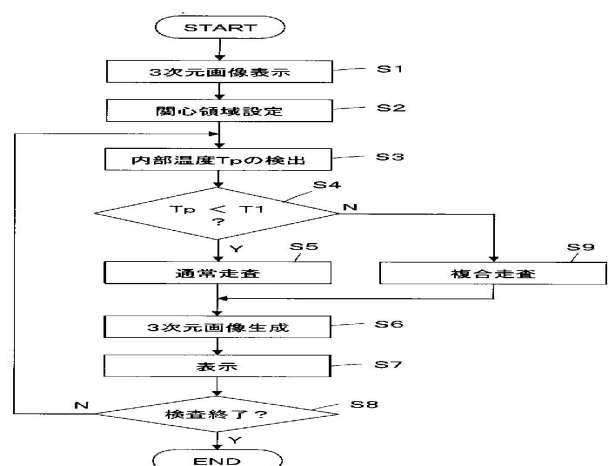 START
3次元画像表示 S1
関心領域設定 S2
内部温度Tpの検出 S3
S4
Tp < T1
?
N
Y
S5
通常走査
S9
複合走査
3次元画像生成 S6
表示 S7
N
検査終了? S8
Y
END